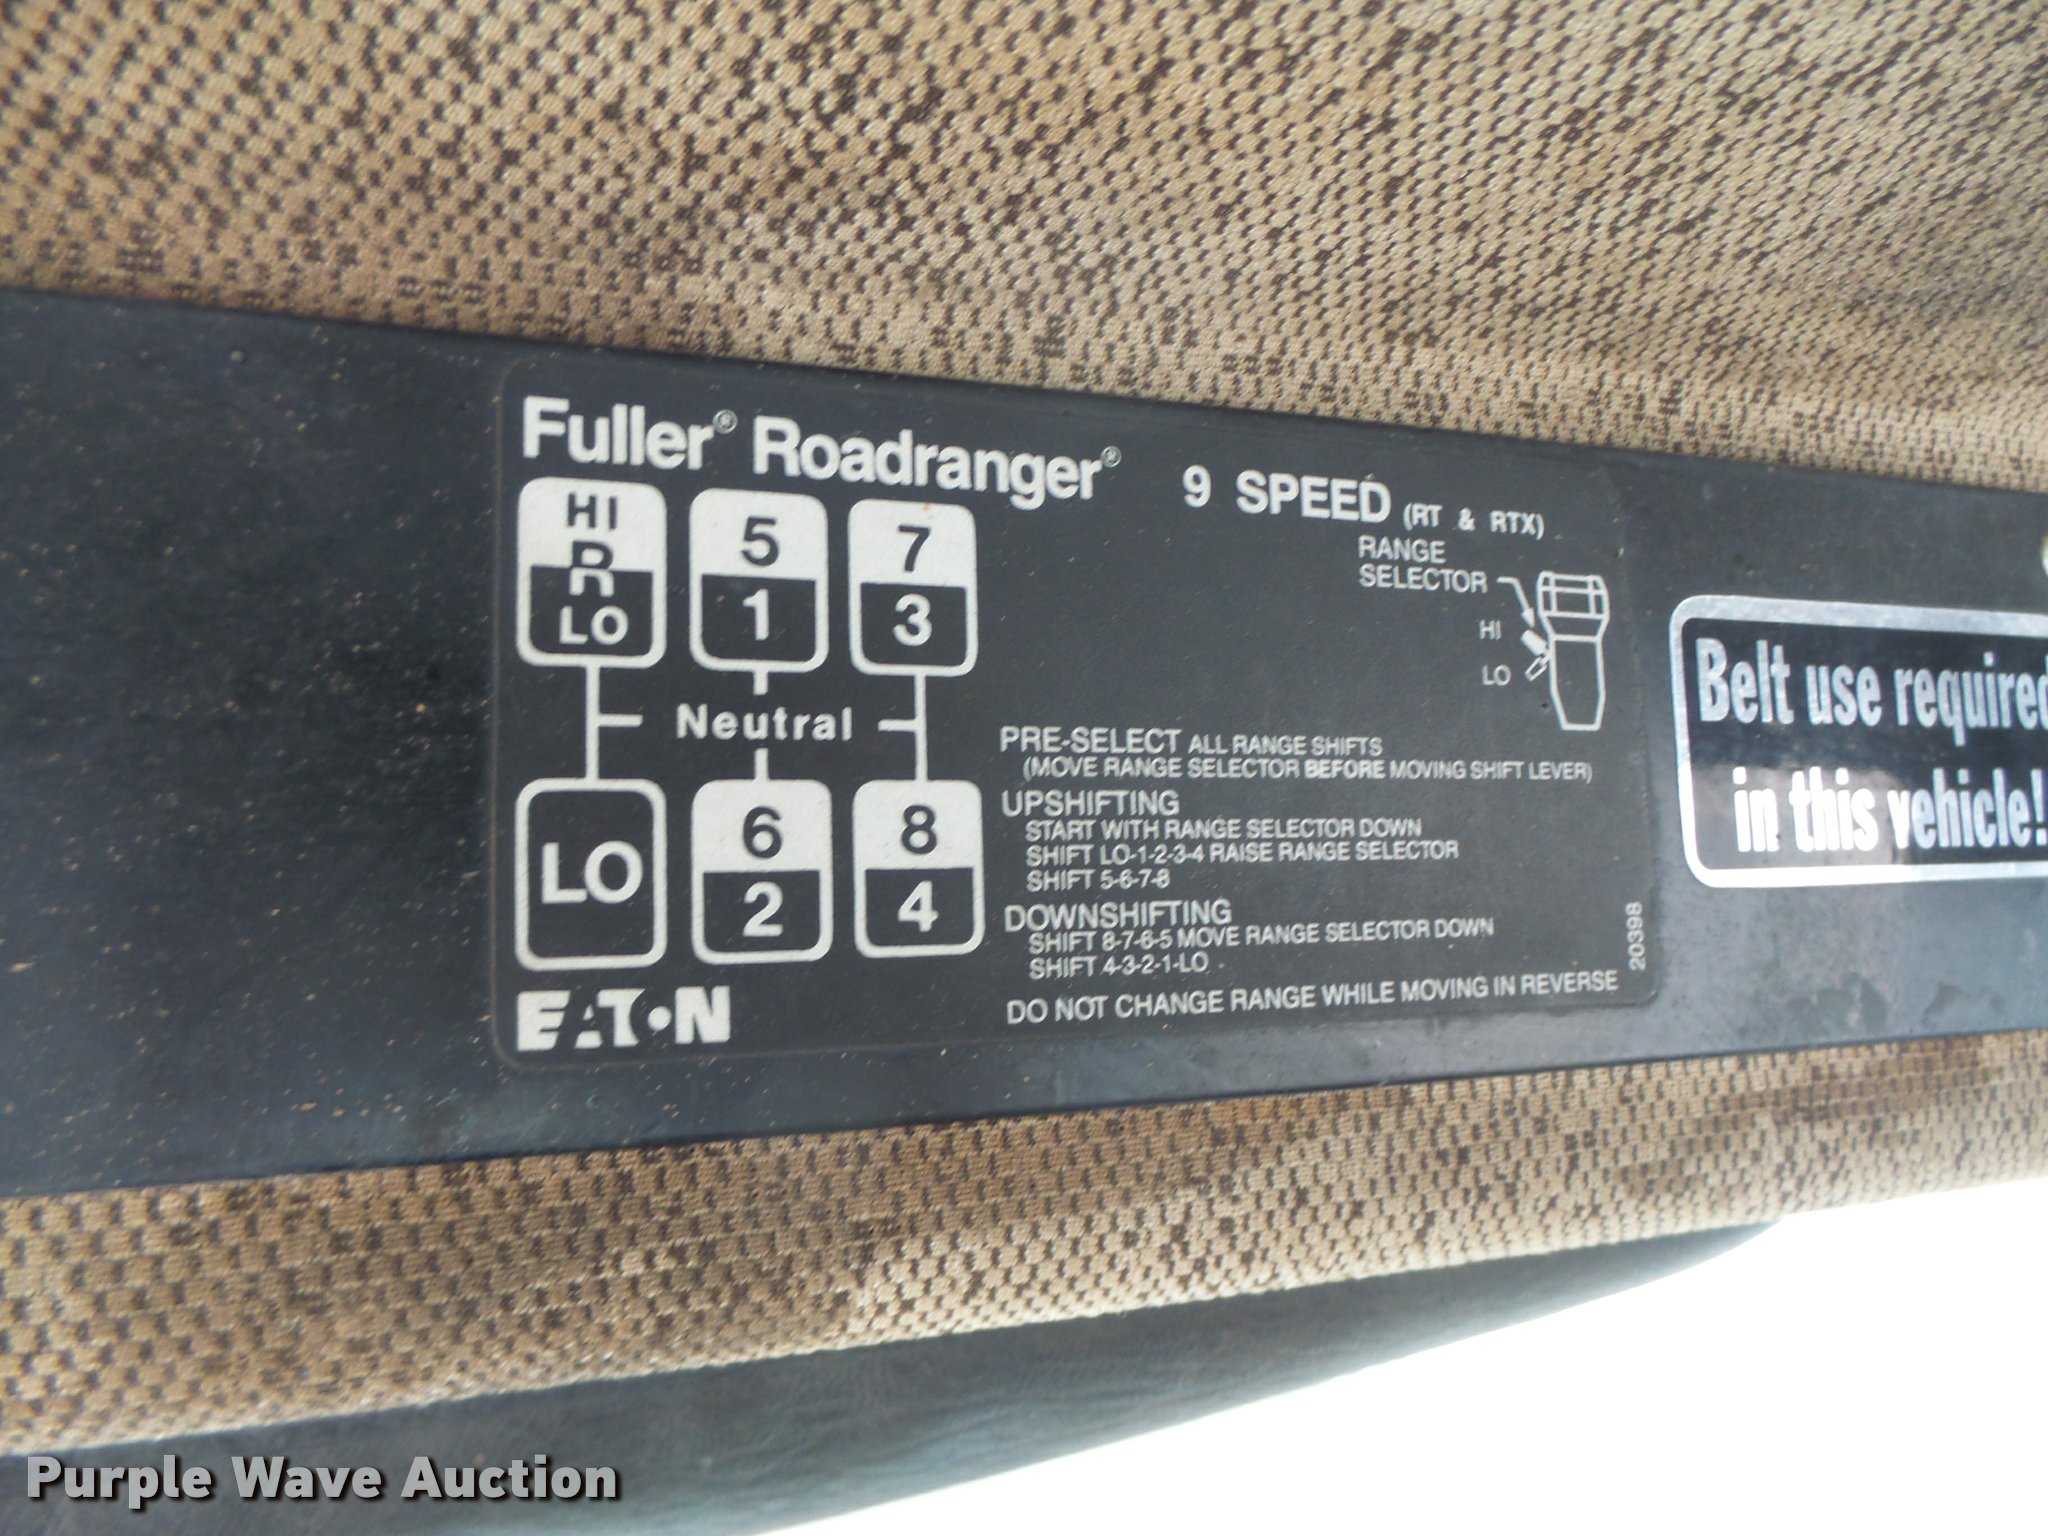 Fuller® Roadranger® 9 SPEED (RT & RTX)
HI
R
LO
5
1
7
3
Neutral
LO
6
2
8
4
EATON
RANGE
SELECTOR
HI
LO
PRE-SELECT ALL RANGE SHIFTS
(MOVE RANGE SELECTOR BEFORE MOVING SHIFT LEVER)
UPSHIFTING
START WITH RANGE SELECTOR DOWN
SHIFT LO-1-2-3-4 RAISE RANGE SELECTOR
SHIFT 5-6-7-8
DOWNSHIFTING
SHIFT 8-7-6-5 MOVE RANGE SELECTOR DOWN
SHIFT 4-3-2-1-LO
DO NOT CHANGE RANGE WHILE MOVING IN REVERSE
20398
Belt use required
in this vehicle!
Purple Wave Auction